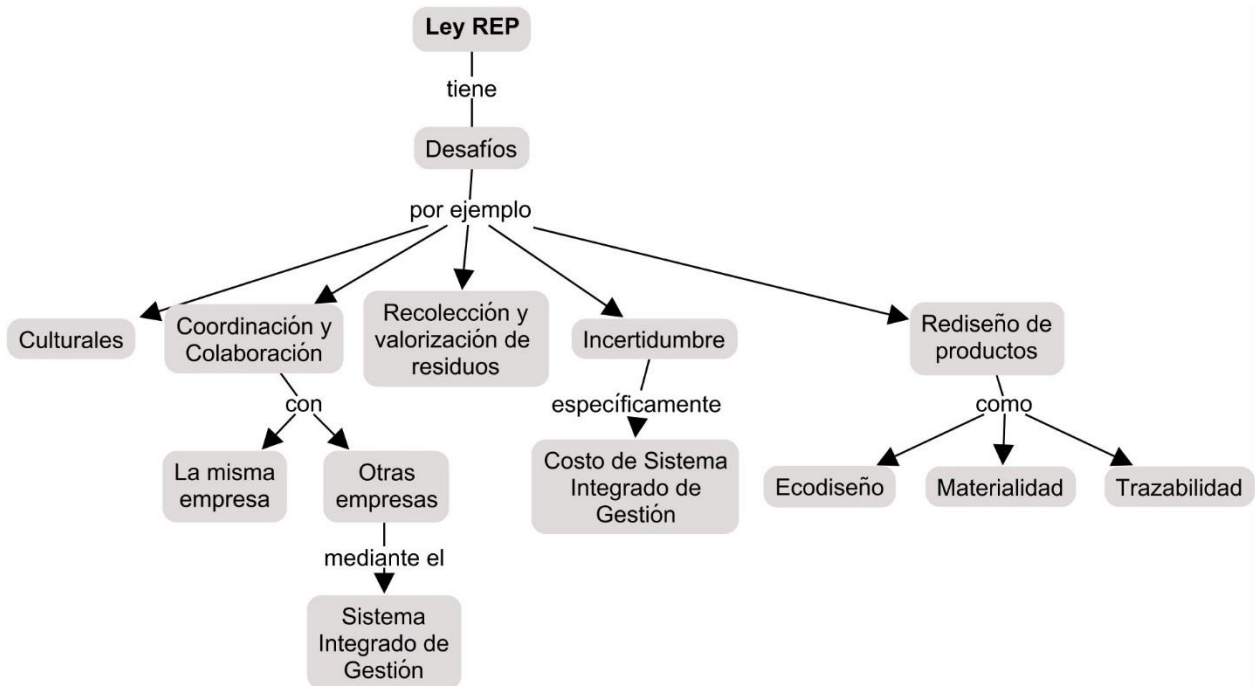 Ley REP
tiene
Desafíos
por ejemplo
Culturales
Coordinación y
Colaboración
Recolección y
valorización de
residuos
Incertidumbre
Rediseño de
productos
con
específicamente
como
La misma
empresa
Otras
empresas
Costo de Sistema
Integrado de
Gestión
Ecodiseño
Materialidad
Trazabilidad
mediante el
Sistema
Integrado de
Gestión